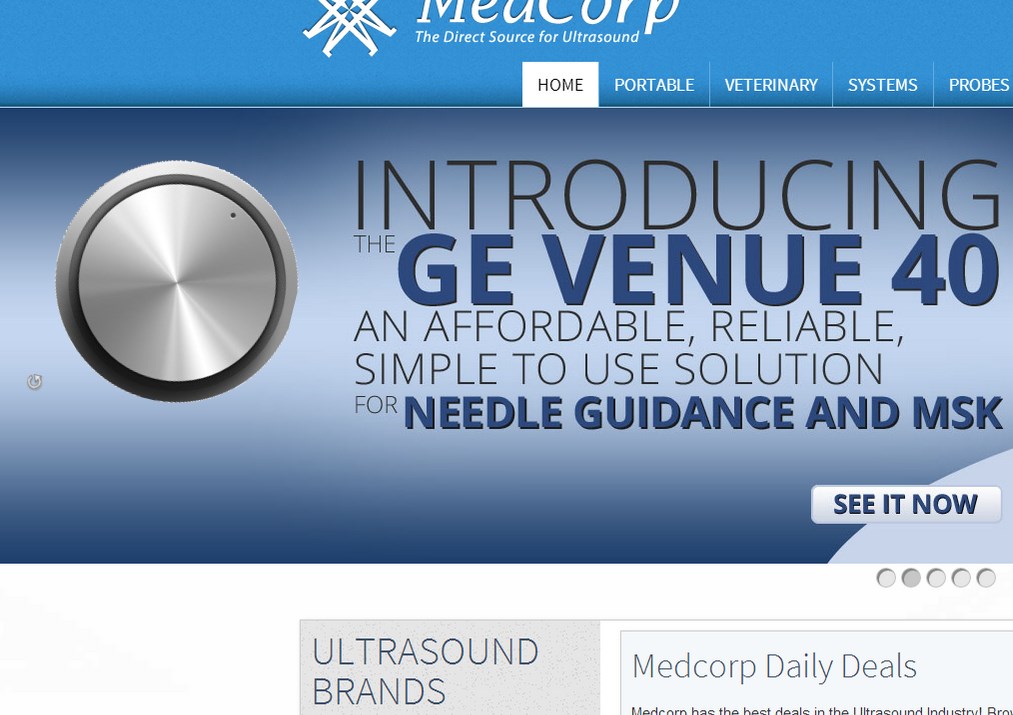 MedCorp
The Direct Source for Ultrasound
HOME PORTABLE VETERINARY SYSTEMS PROBES
INTRODUCING
THE GE VENUE 40
AN AFFORDABLE, RELIABLE,
SIMPLE TO USE SOLUTION
FOR NEEDLE GUIDANCE AND MSK
SEE IT NOW
ULTRASOUND
BRANDS
Medcorp Daily Deals
Medcorp has the best deals in the Ultrasound Industry!